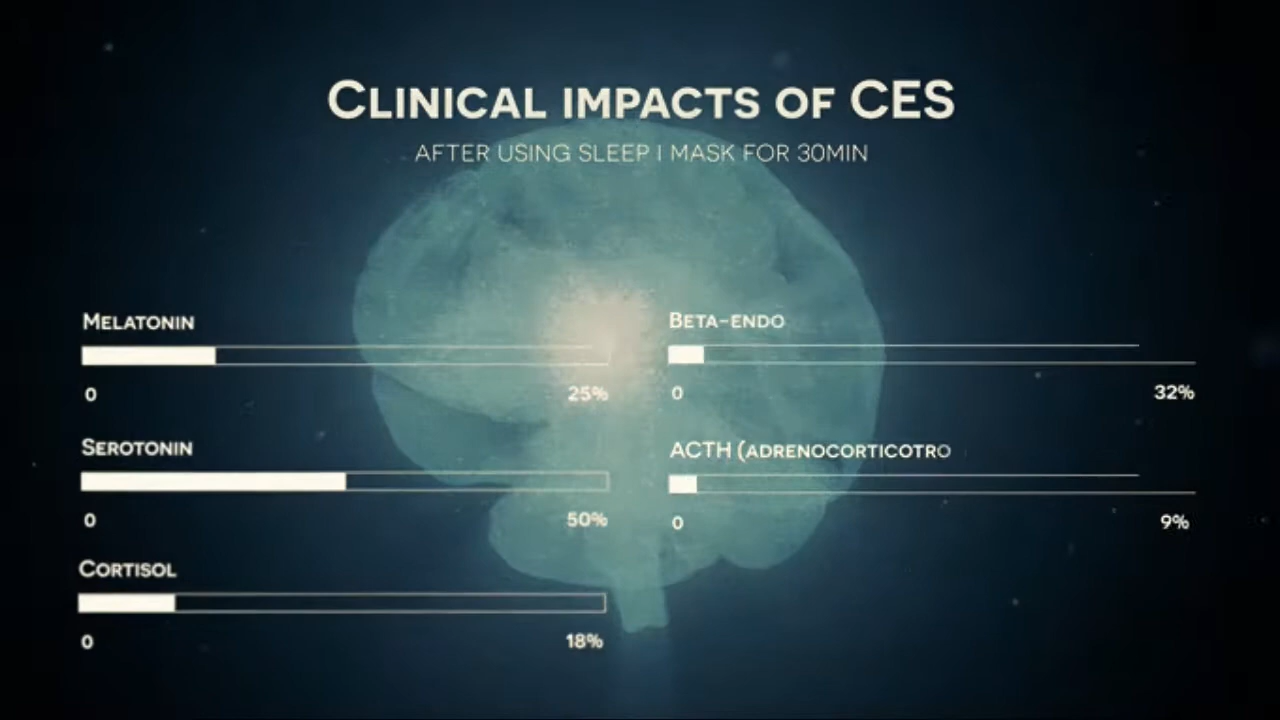 CLINICAL IMPACTS OF CES
AFTER USING SLEEP I MASK FOR 30MIN
MELATONIN
0 25%
SEROTONIN
0 50%
CORTISOL
0 18%
BETA-ENDO
0 32%
ACTH (ADRENOCORTICOTRO
0 9%